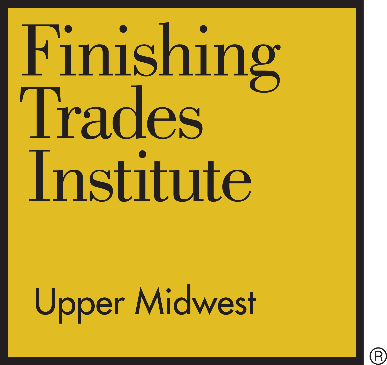 Finishing
Trades
Institute
Upper Midwest
®